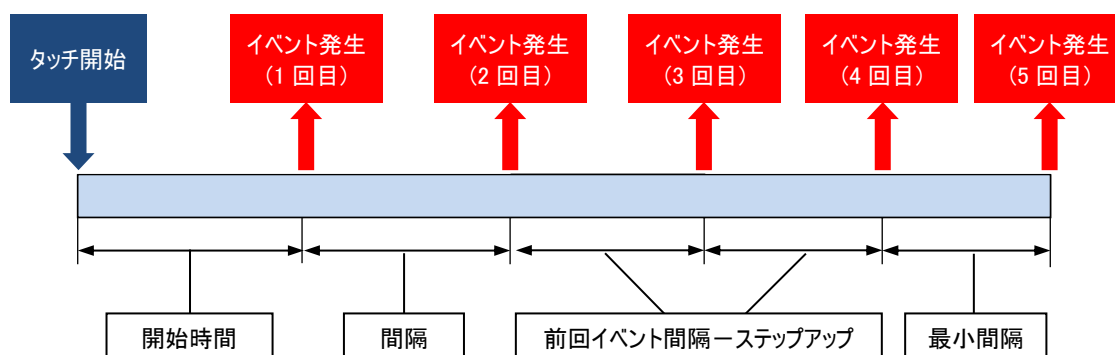 タッチ開始
イベント発生
(1 回目)
イベント発生
(2 回目)
イベント発生
(3 回目)
イベント発生
(4 回目)
イベント発生
(5 回目)
開始時間
間隔
前回イベント間隔－ステップアップ
最小間隔